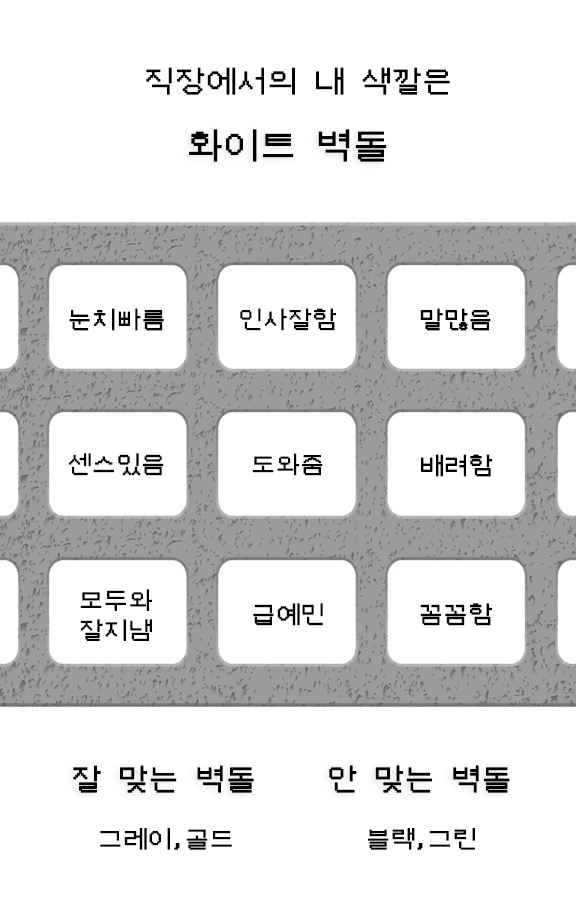 직장에서의 내 색깔은
화이트 벽돌
눈치빠름 인사잘함 말많음
센스있음 도와줌 배려함
모두와
잘지냄 급예민 꼼꼼함
잘 맞는 벽돌 안 맞는 벽돌
그레이,골드 블랙,그린